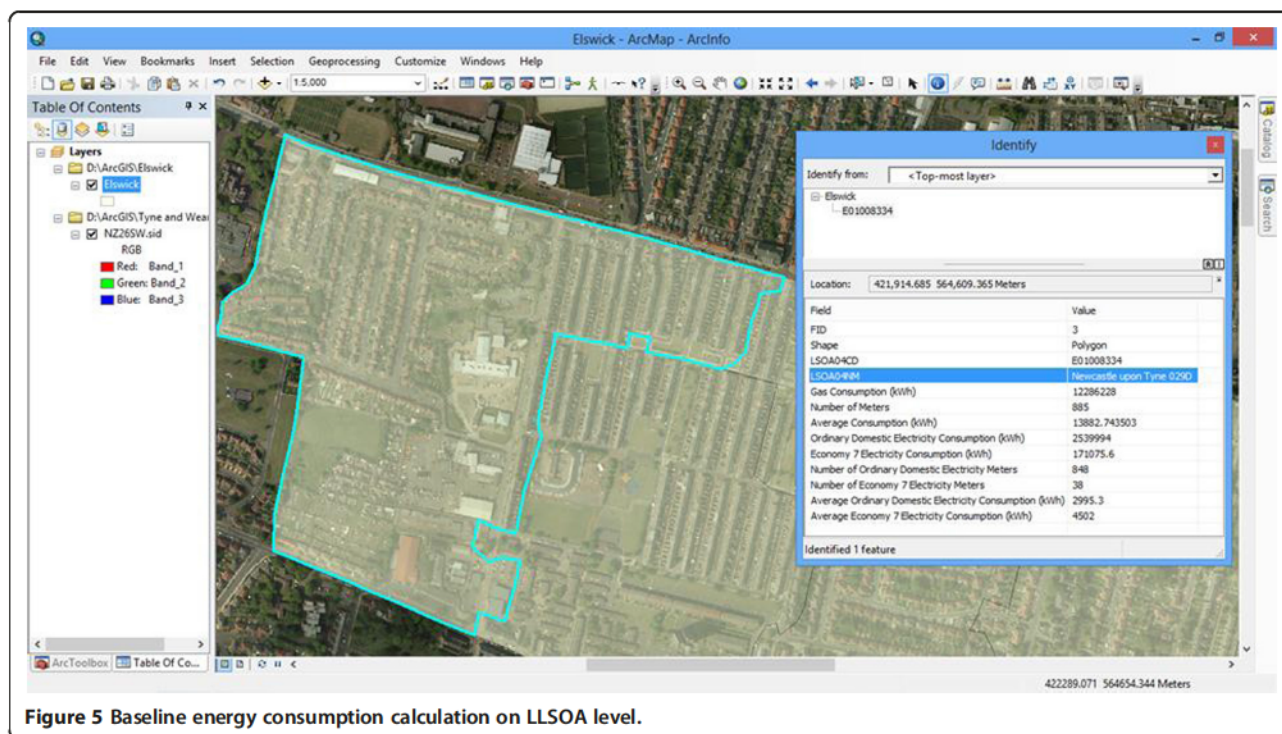 Elswick - ArcMap - ArcInfo
File Edit View Bookmarks Insert Selection Geoprocessing Customize Windows Help
1:5,000
Table Of Contents
Layers
D:\ArcGIS\Elswick
Elswick
D:\ArcGIS\Tyne and Wear
NZ26SW.sid
RGB
Red: Band_1
Green: Band_2
Blue: Band_3
ArcToolbox Table Of Co...
Identify
Identify from: <Top-most layer>
Elswick
E01008334
Location: 421,914.685 564,609.365 Meters
Field Value
FID 3
Shape Polygon
LSOA04CD E01008334
LSOA04NM Newcastle upon Tyne 029D
Gas Consumption (kWh) 12286228
Number of Meters 885
Average Consumption (kWh) 13882.743503
Ordinary Domestic Electricity Consumption (kWh) 2539994
Economy 7 Electricity Consumption (kWh) 171075.6
Number of Ordinary Domestic Electricity Meters 848
Number of Economy 7 Electricity Meters 38
Average Ordinary Domestic Electricity Consumption (kWh) 2995.3
Average Economy 7 Electricity Consumption (kWh) 4502
Identified 1 feature
Catalog
Search
422289.071 564654.344 Meters
Figure 5 Baseline energy consumption calculation on LLSOA level.